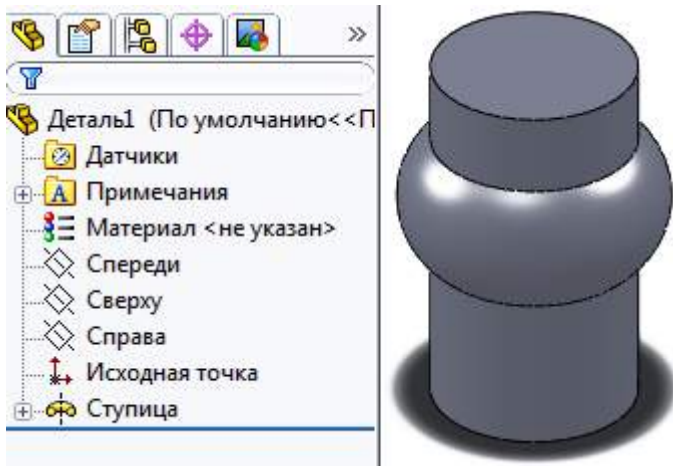 Деталь1 (По умолчанию<<П
Датчики
Примечания
Материал <не указан>
Спереди
Сверху
Справа
Исходная точка
Ступица